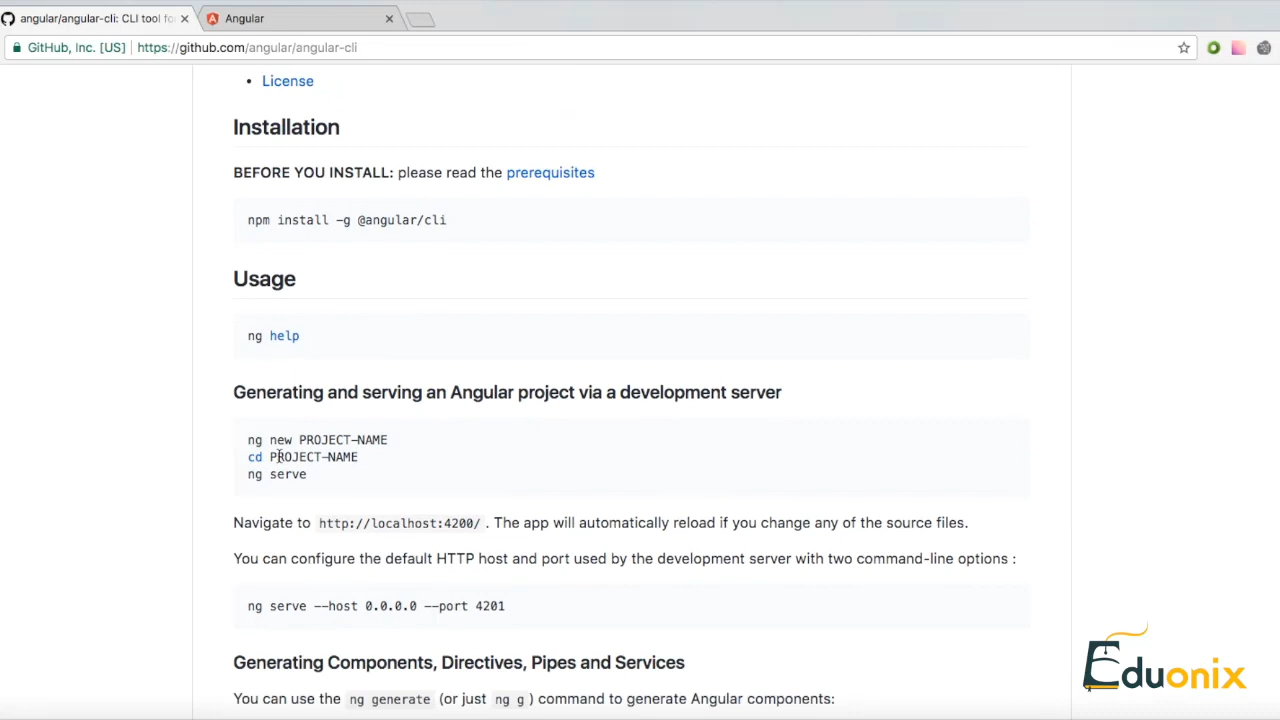 angular/angular-cli: CLI tool fo
Angular
GitHub, Inc. [US]
https://github.com/angular/angular-cli
License
Installation
BEFORE YOU INSTALL: please read the prerequisites
npm install -g @angular/cli
Usage
ng help
Generating and serving an Angular project via a development server
ng new PROJECT-NAME
cd PROJECT-NAME
ng serve
Navigate to http://localhost:4200/ . The app will automatically reload if you change any of the source files.
You can configure the default HTTP host and port used by the development server with two command-line options :
ng serve --host 0.0.0.0 --port 4201
Generating Components, Directives, Pipes and Services
You can use the ng generate (or just ng g ) command to generate Angular components:
Eduonix